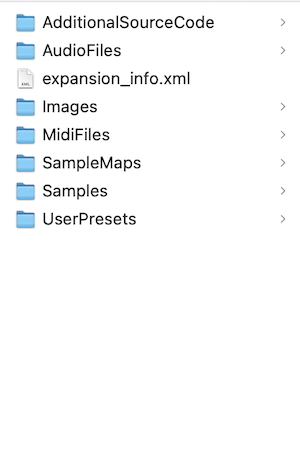 AdditionalSourceCode
AudioFiles
expansion_info.xml
Images
MidiFiles
SampleMaps
Samples
UserPresets